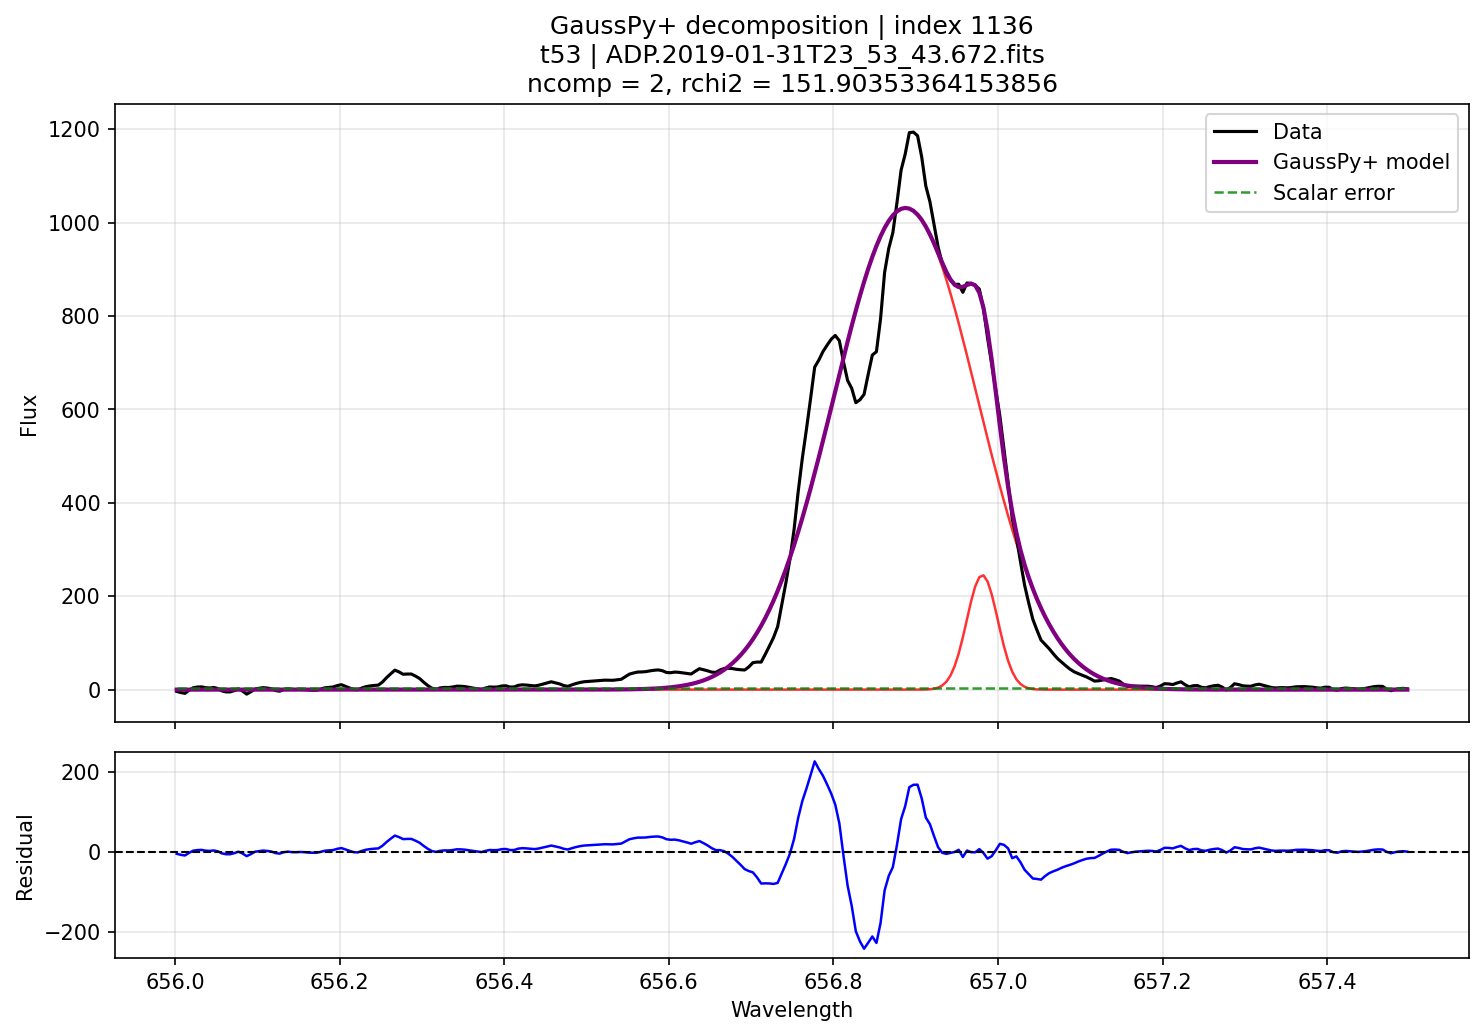 GaussPy+ decomposition | index 1136
t53 | ADP.2019-01-31T23_53_43.672.fits
ncomp = 2, rchi2 = 151.90353364153856
Data
GaussPy+ model
Scalar error
1200
1000
800
600
400
200
0
Flux
200
0
−200
Residual
656.0 656.2 656.4 656.6 656.8 657.0 657.2 657.4
Wavelength